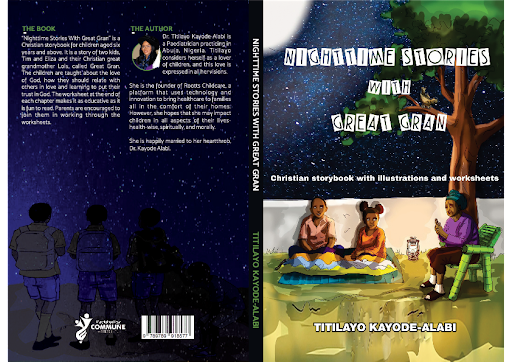 THE BOOK
"Nighttime Stories With Great Gran" is a
Christian storybook for children aged six
years and above. It is a story of two kids,
Tim and Eliza and their Christian great
grandmother Lois, called Great Gran.
The children are taught about the love
of God, how they should relate with
others in love and learning to put their
trust in God. The worksheet at the end of
each chapter makes it as educative as it
is fun to read. Parents are encouraged to
join them in working through the
worksheets.
THE AUTHOR
Dr. Titilayo Kayode-Alabi is
a Paediatrician practicing in
Abuja, Nigeria. Titilayo
considers herself as a lover
of children, and this love is
expressed in all her visions.
She is the founder of Roots Childcare, a
platform that uses technology and
innovation to bring healthcare to families
all in the comfort of their homes.
However, she hopes that she may impact
children in all aspects of their lives-
health-wise, spiritually, and morally.
She is happily married to her heartthrob,
Dr. Kayode Alabi.
COMMUNE
NIGHTTIME STORIES WITH GREAT GRAN
TITILAYO KAYODE-ALABI
NIGHTTIME STORIES
WITH
GREAT GRAN
Christian storybook with illustrations and worksheets
TITILAYO KAYODE-ALABI